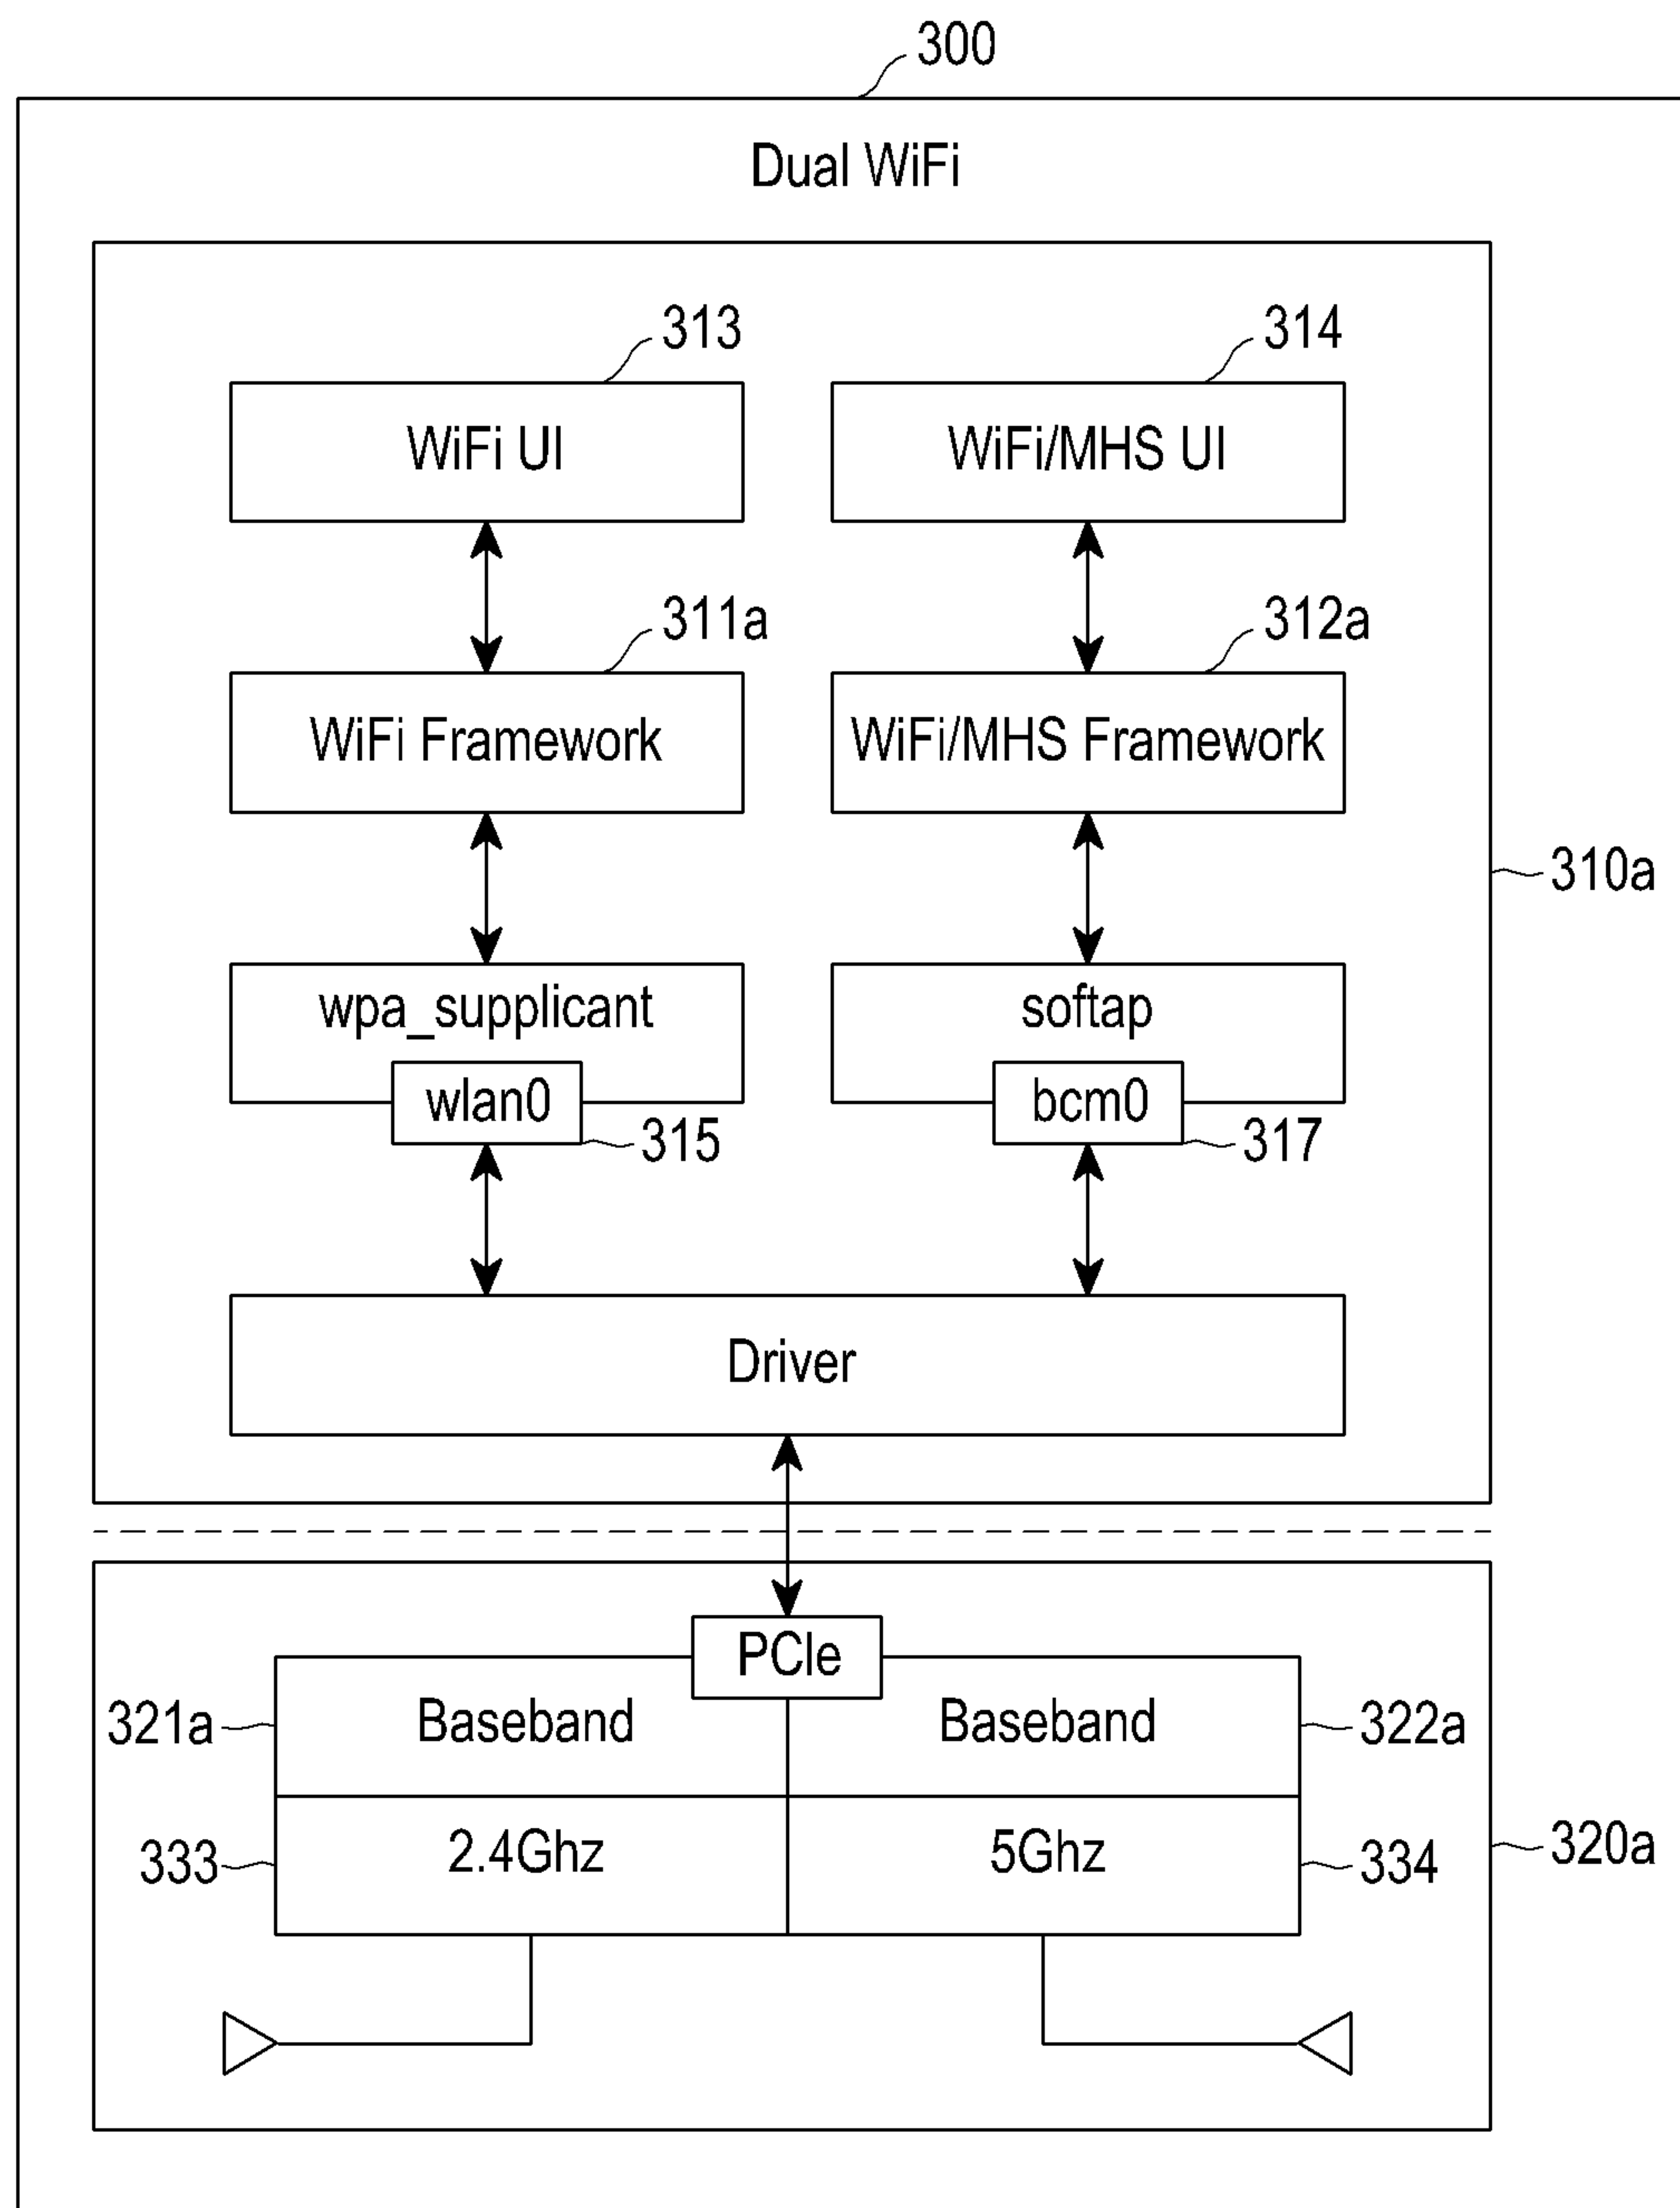 300
Dual WiFi
313
314
WiFi UI
WiFi/MHS UI
311a
312a
WiFi Framework
WiFi/MHS Framework
310a
wpa_supplicant
softap
wlan0
bcm0
315
317
Driver
PCIe
321a
Baseband
Baseband
322a
333
2.4Ghz
5Ghz
334
320a